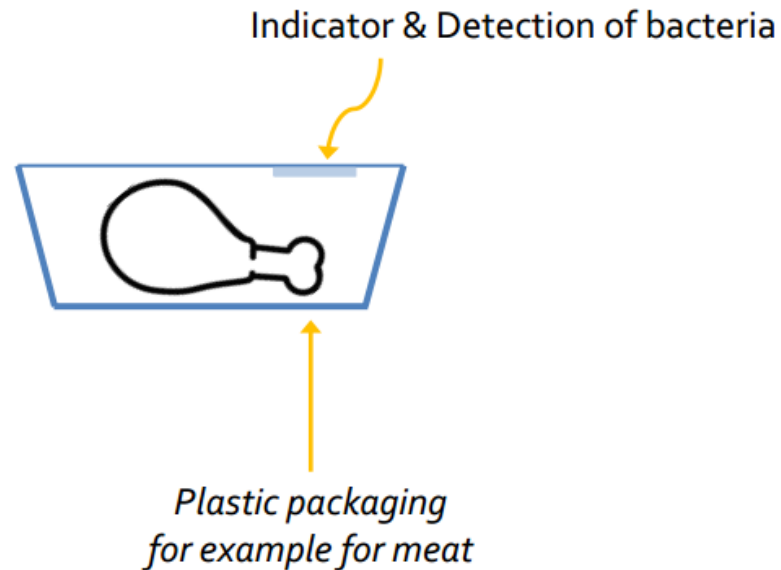 Indicator & Detection of bacteria
Plastic packaging
for example for meat